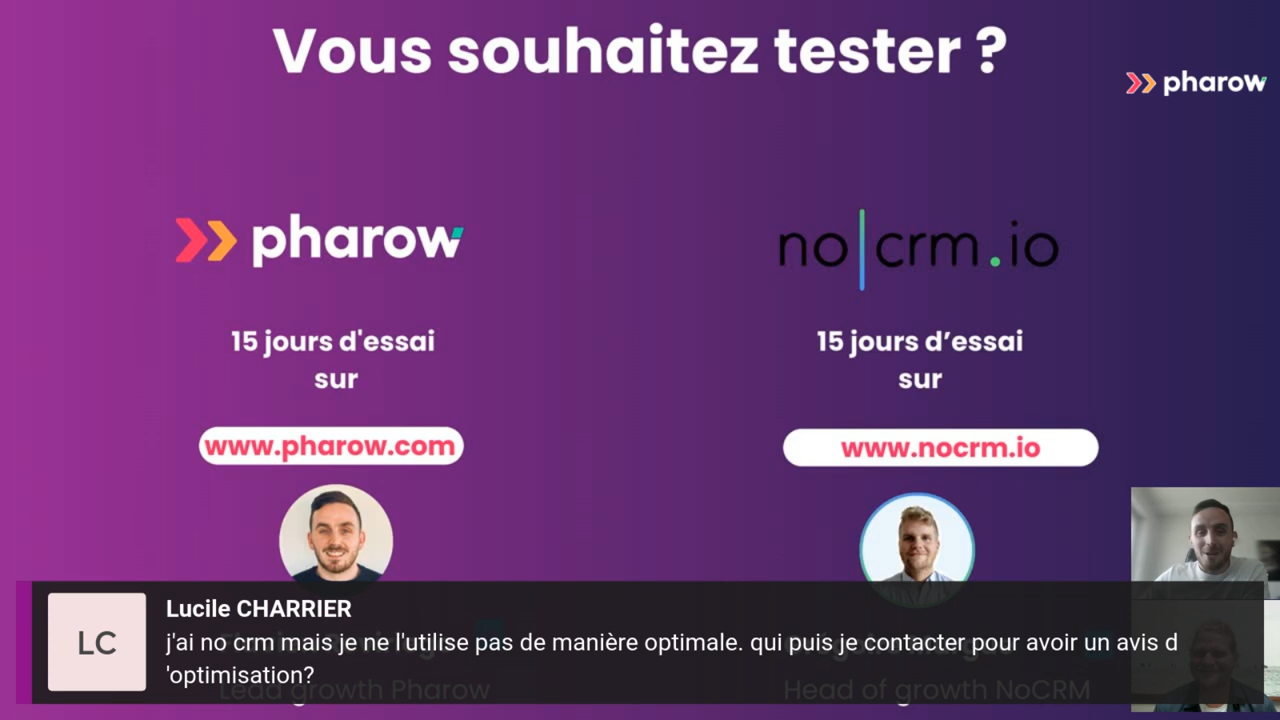 Vous souhaitez tester ?
pharow
pharow
no crm.io
15 jours d'essai
sur
15 jours d’essai
sur
www.pharow.com
www.nocrm.io
LC
Lucile CHARRIER
j'ai no crm mais je ne l'utilise pas de manière optimale. qui puis je contacter pour avoir un avis d
'optimisation?
Lead growth Pharow
Head of growth NoCRM